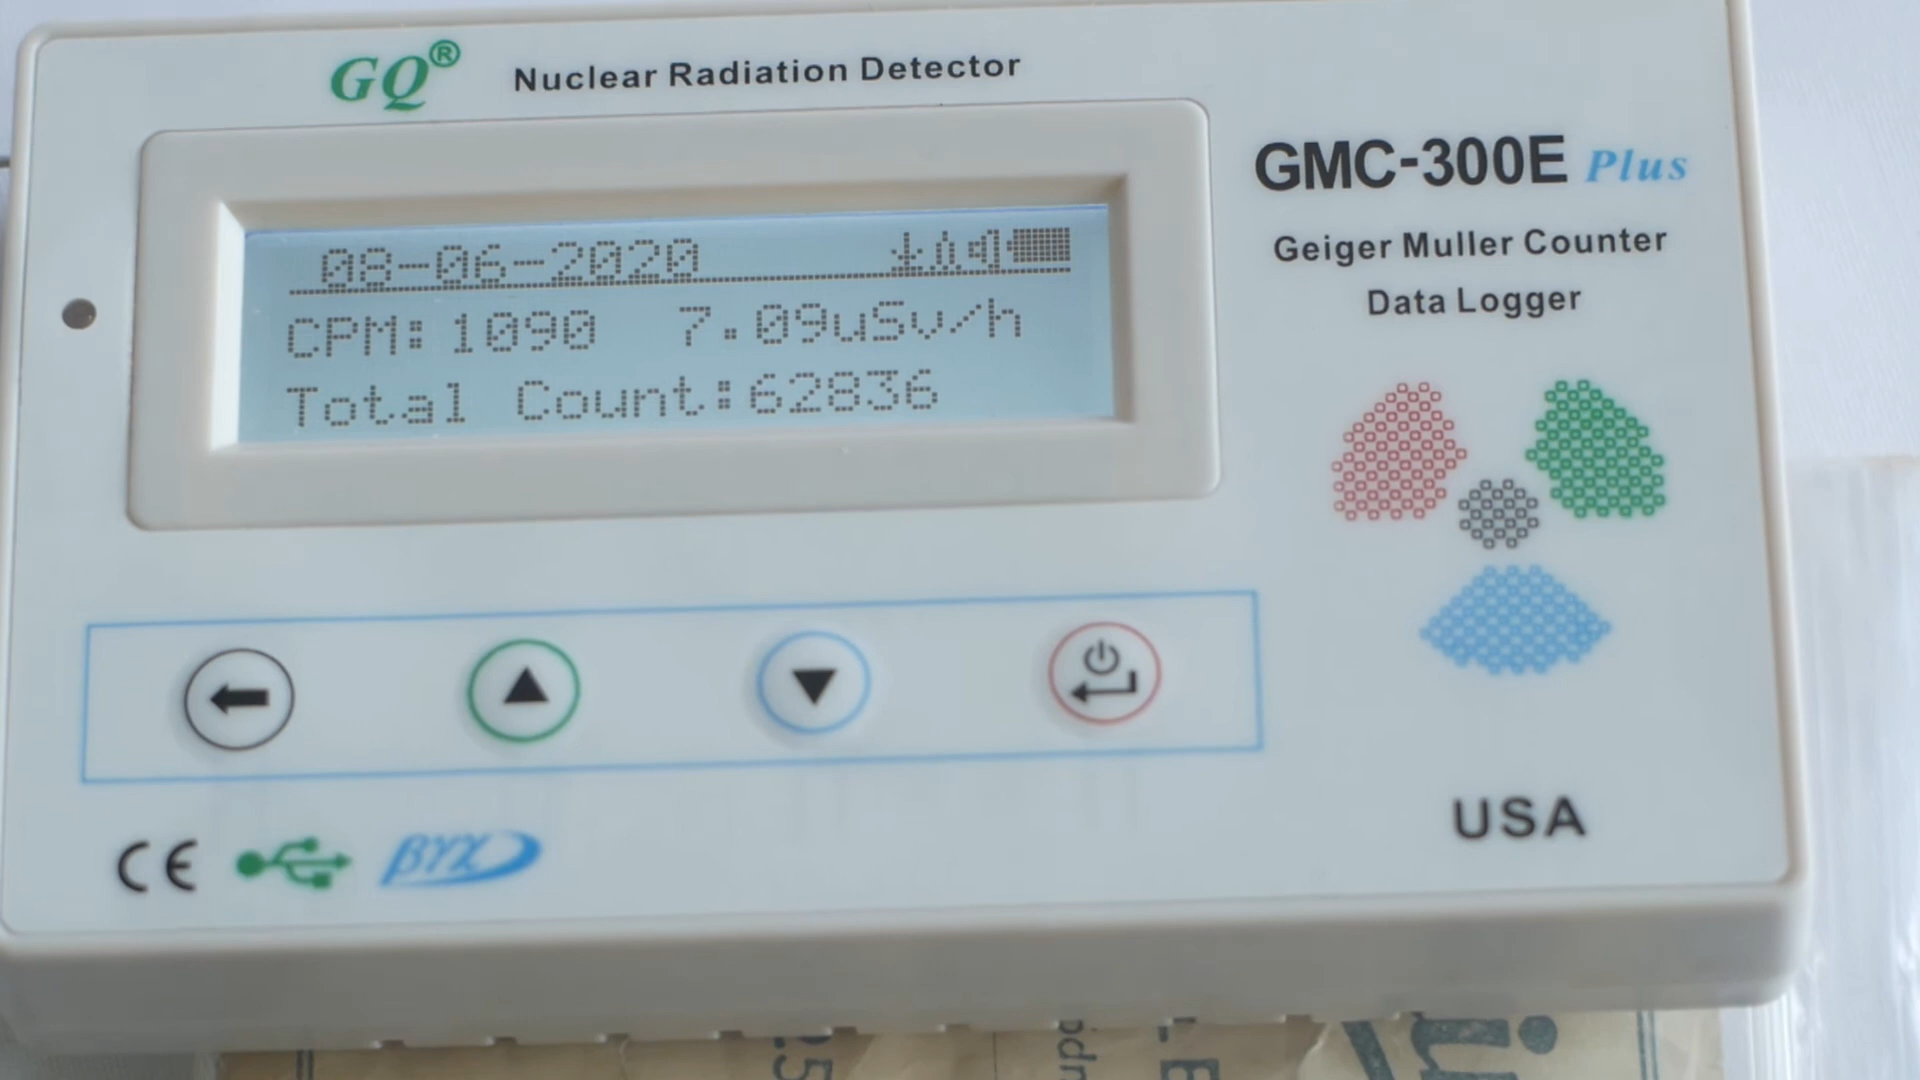 GQ® Nuclear Radiation Detector
08-06-2020
CPM:1090 7.09uSv/h
Total Count:62836
GMC-300E Plus
Geiger Muller Counter
Data Logger
USA
CE βγχ